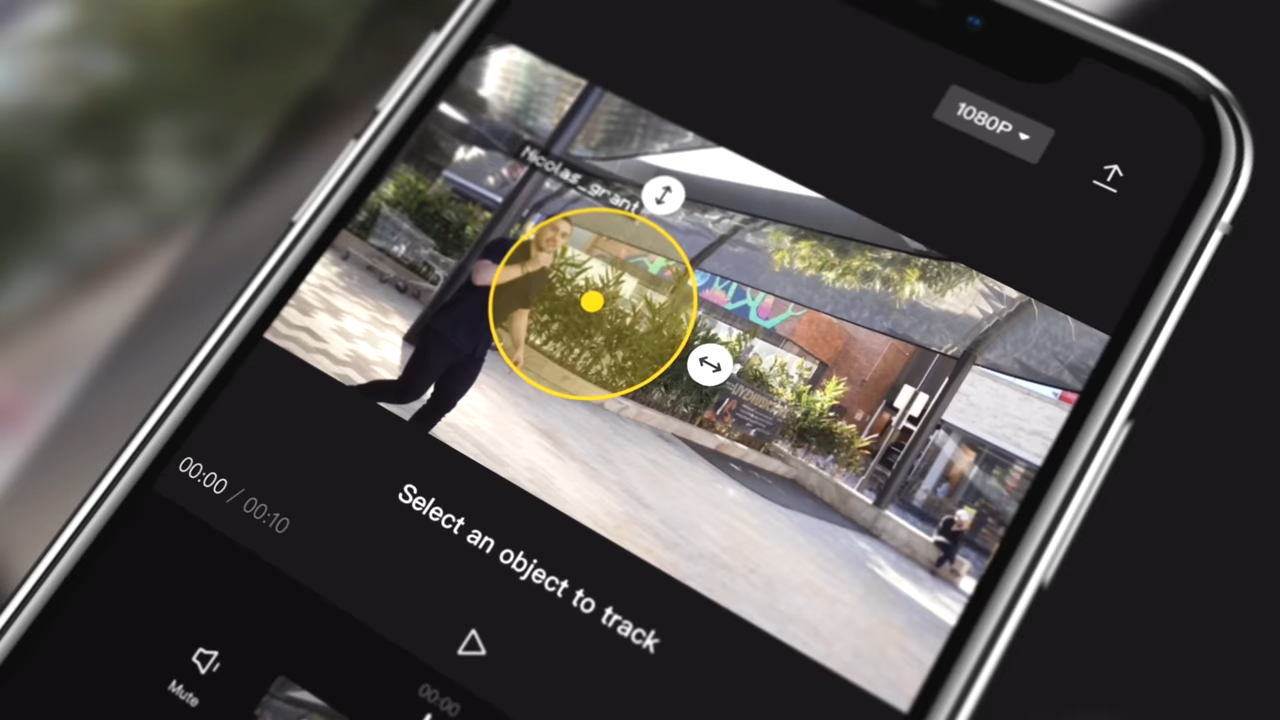 1080P
Nicolas_grant
00:00 / 00:10
Select an object to track
Mute
00:00